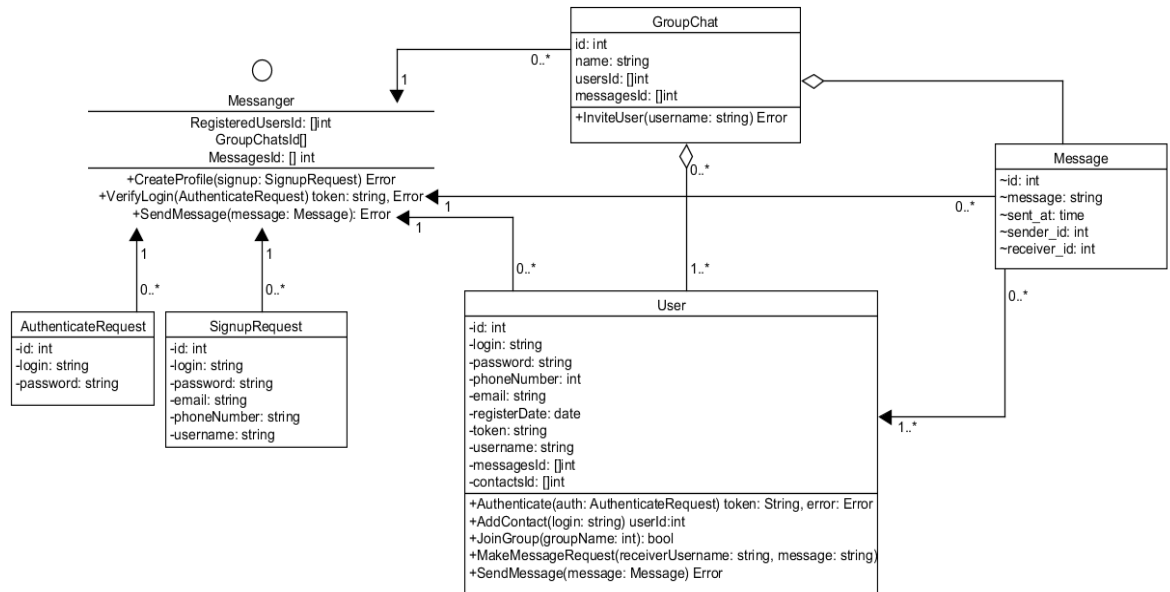 GroupChat
id: int
name: string
usersId: []int
messagesId: []int
+InviteUser(username: string) Error
0..*
1
0..*
Messanger
RegisteredUsersId: []int
GroupChatsId[]
MessagesId: [] int
+CreateProfile(signup: SignupRequest) Error
+VerifyLogin(AuthenticateRequest) token: string, Error
+SendMessage(message: Message): Error
1
0..*
1
0..*
Message
~id: int
~message: string
~sent_at: time
~sender_id: int
~receiver_id: int
1
0..*
1
0..*
1..*
0..*
1..*
AuthenticateRequest
-id: int
-login: string
-password: string
SignupRequest
-id: int
-login: string
-password: string
-email: string
-phoneNumber: string
-username: string
User
-id: int
-login: string
-password: string
-phoneNumber: int
-email: string
-registerDate: date
-token: string
-username: string
-messagesId: []int
-contactsId: []int
+Authenticate(auth: AuthenticateRequest) token: String, error: Error
+AddContact(login: string) userId:int
+JoinGroup(groupName: int): bool
+MakeMessageRequest(receiverUsername: string, message: string)
+SendMessage(message: Message) Error